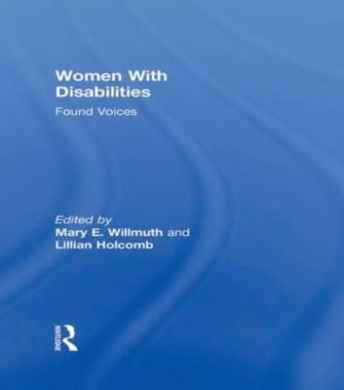 Women With
Disabilities
Found Voices
Edited by
Mary E. Willmuth and
Lillian Holcomb
ROUTLEDGE